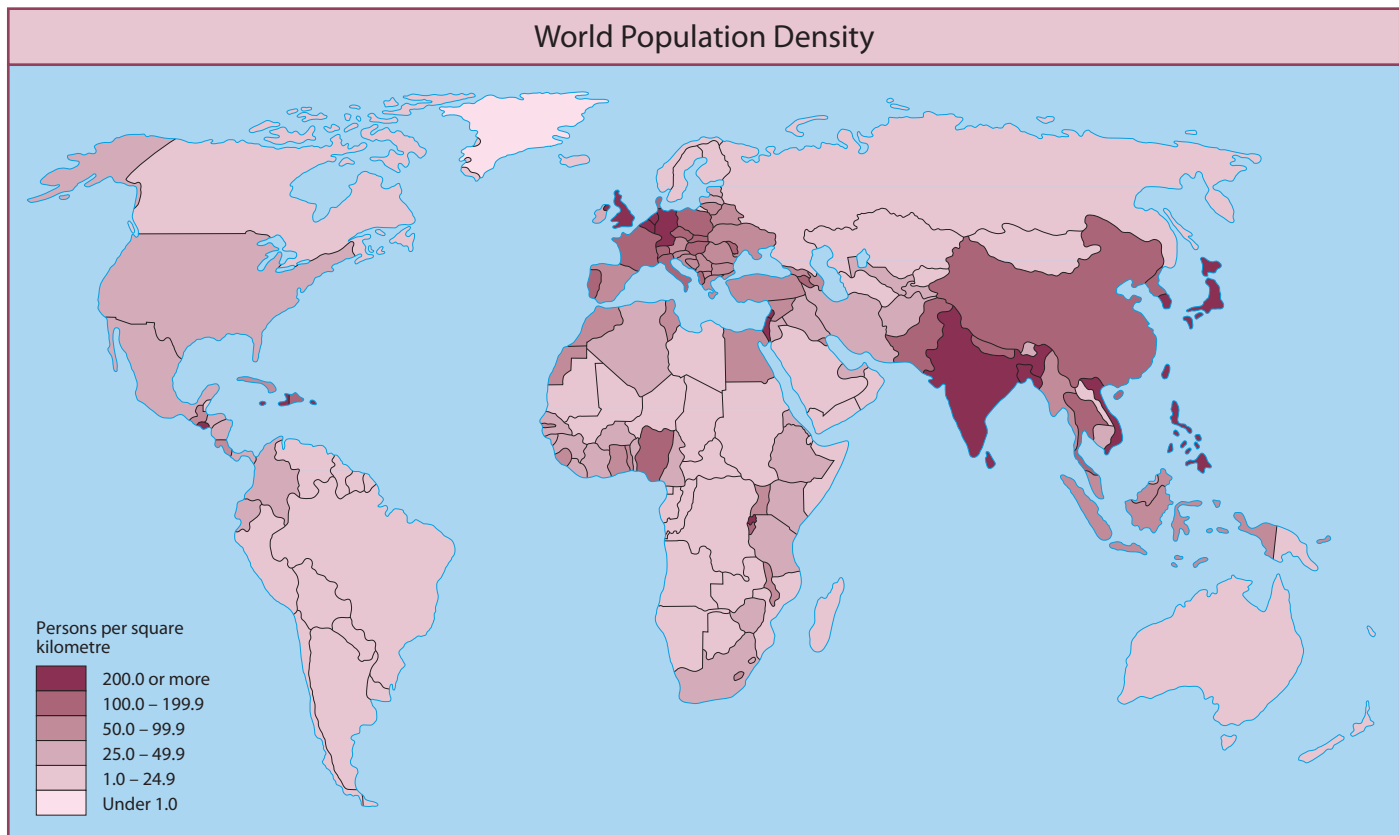 World Population Density
Persons per square
kilometre
200.0 or more
100.0 – 199.9
50.0 – 99.9
25.0 – 49.9
1.0 – 24.9
Under 1.0